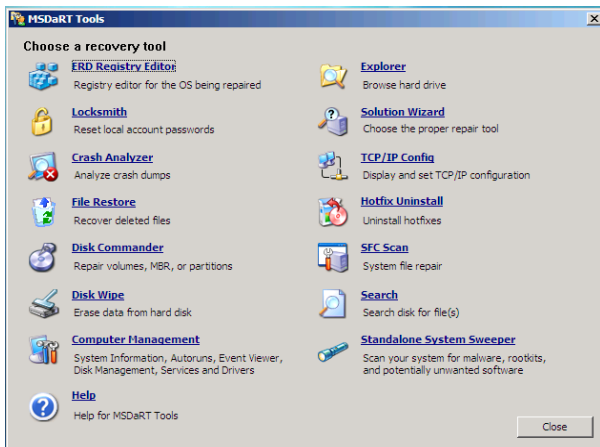 MSDaRT Tools
Choose a recovery tool
ERD Registry Editor
Registry editor for the OS being repaired
Locksmith
Reset local account passwords
Crash Analyzer
Analyze crash dumps
File Restore
Recover deleted files
Disk Commander
Repair volumes, MBR, or partitions
Disk Wipe
Erase data from hard disk
Computer Management
System Information, Autoruns, Event Viewer,
Disk Management, Services and Drivers
Help
Help for MSDaRT Tools
Explorer
Browse hard drive
Solution Wizard
Choose the proper repair tool
TCP/IP Config
Display and set TCP/IP configuration
Hotfix Uninstall
Uninstall hotfixes
SFC Scan
System file repair
Search
Search disk for file(s)
Standalone System Sweeper
Scan your system for malware, rootkits,
and potentially unwanted software
Close